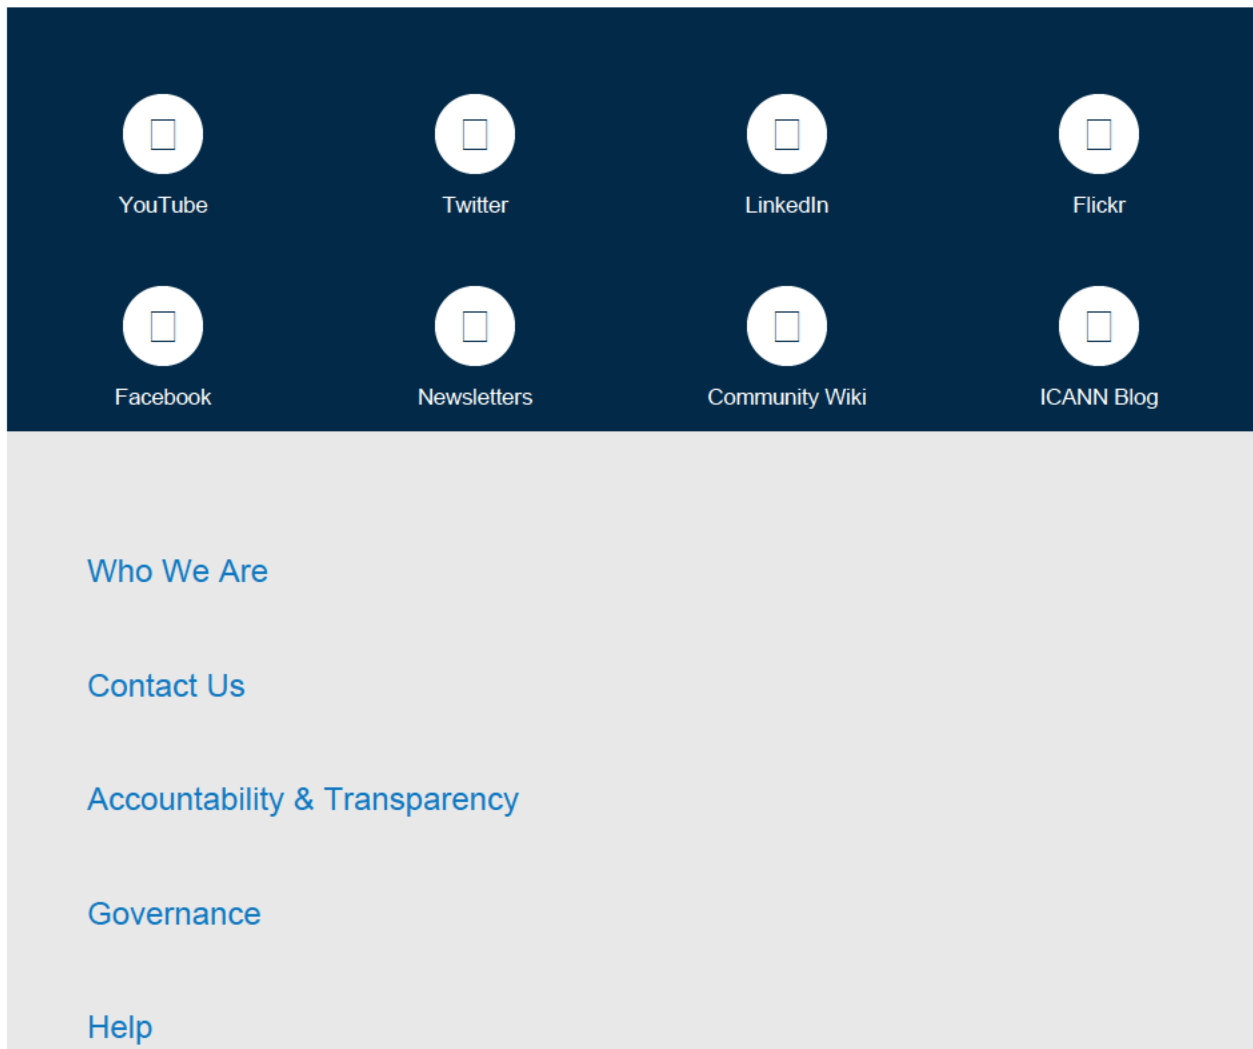 YouTube Twitter LinkedIn Flickr
Facebook Newsletters Community Wiki ICANN Blog
Who We Are
Contact Us
Accountability & Transparency
Governance
Help